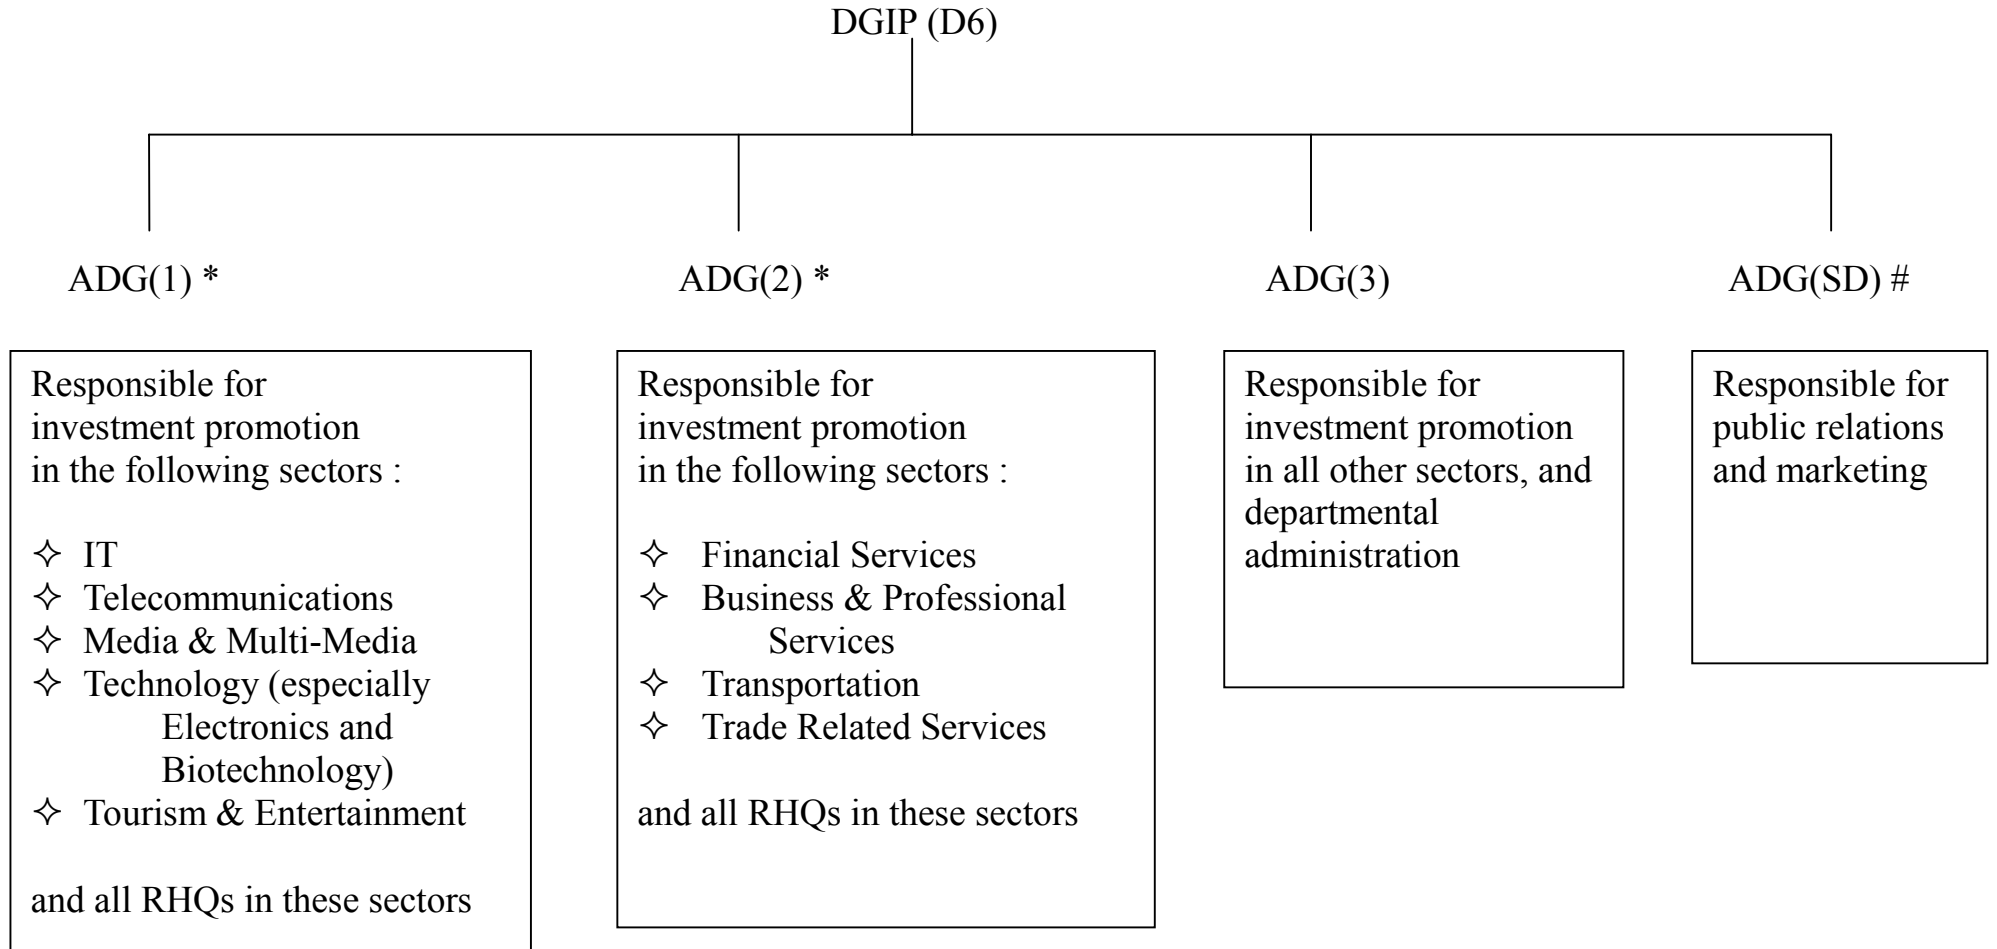 DGIP (D6)
ADG(1) *
ADG(2) *
ADG(3)
ADG(SD) #
Responsible for
investment promotion
in the following sectors :
✧ IT
✧ Telecommunications
✧ Media & Multi-Media
✧ Technology (especially
Electronics and
Biotechnology)
✧ Tourism & Entertainment
and all RHQs in these sectors
Responsible for
investment promotion
in the following sectors :
✧ Financial Services
✧ Business & Professional
Services
✧ Transportation
✧ Trade Related Services
and all RHQs in these sectors
Responsible for
investment promotion
in all other sectors, and
departmental
administration
Responsible for
public relations
and marketing